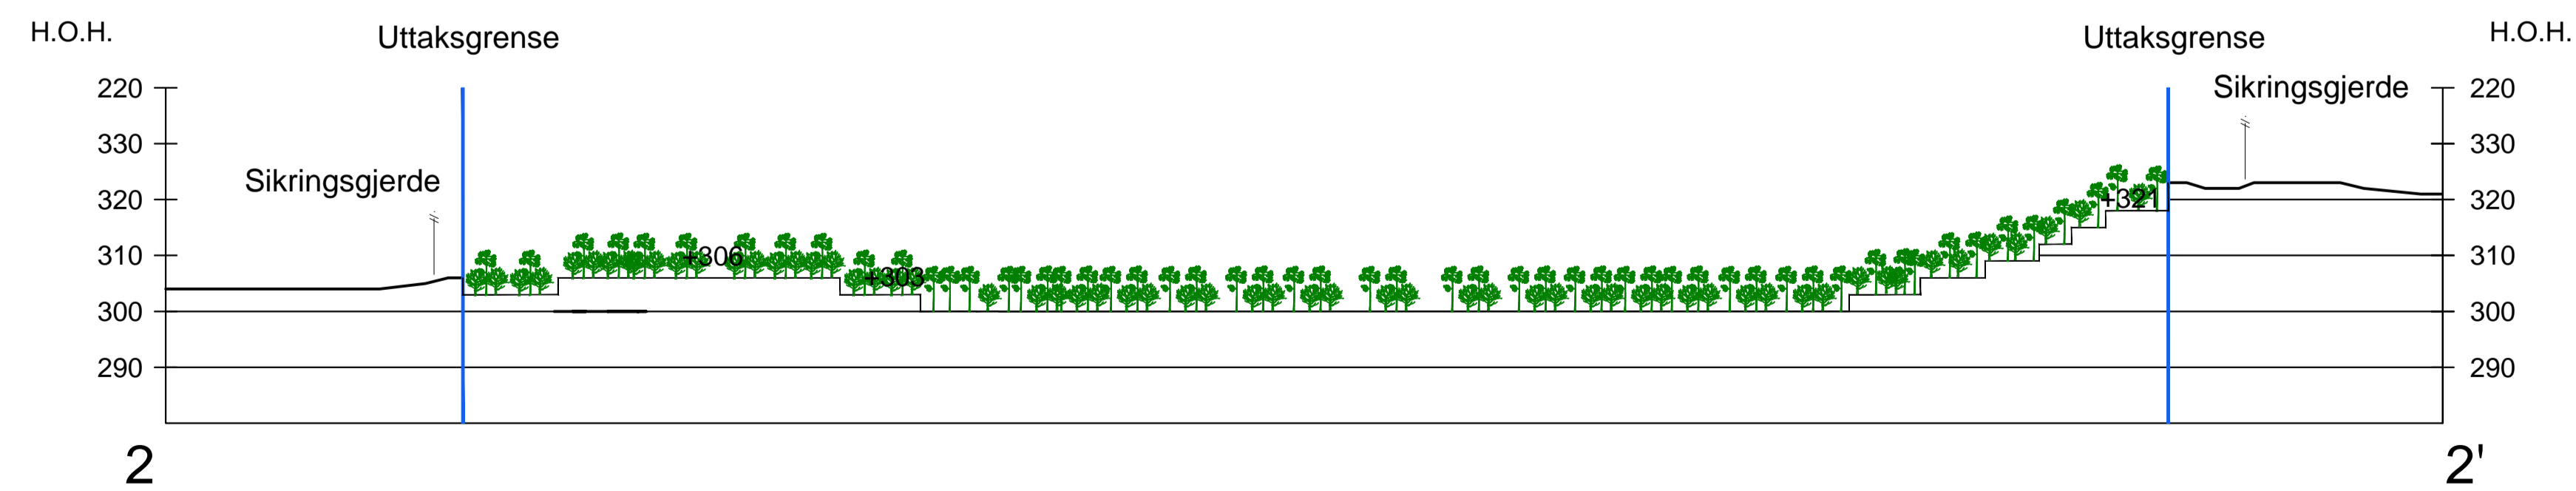 H.O.H.
Uttaksgrense
Uttaksgrense
H.O.H.
220
Sikringsgjerde
220
330
330
Sikringsgjerde
320
+321
320
310
+306
310
+303
300
300
290
290
2
2'